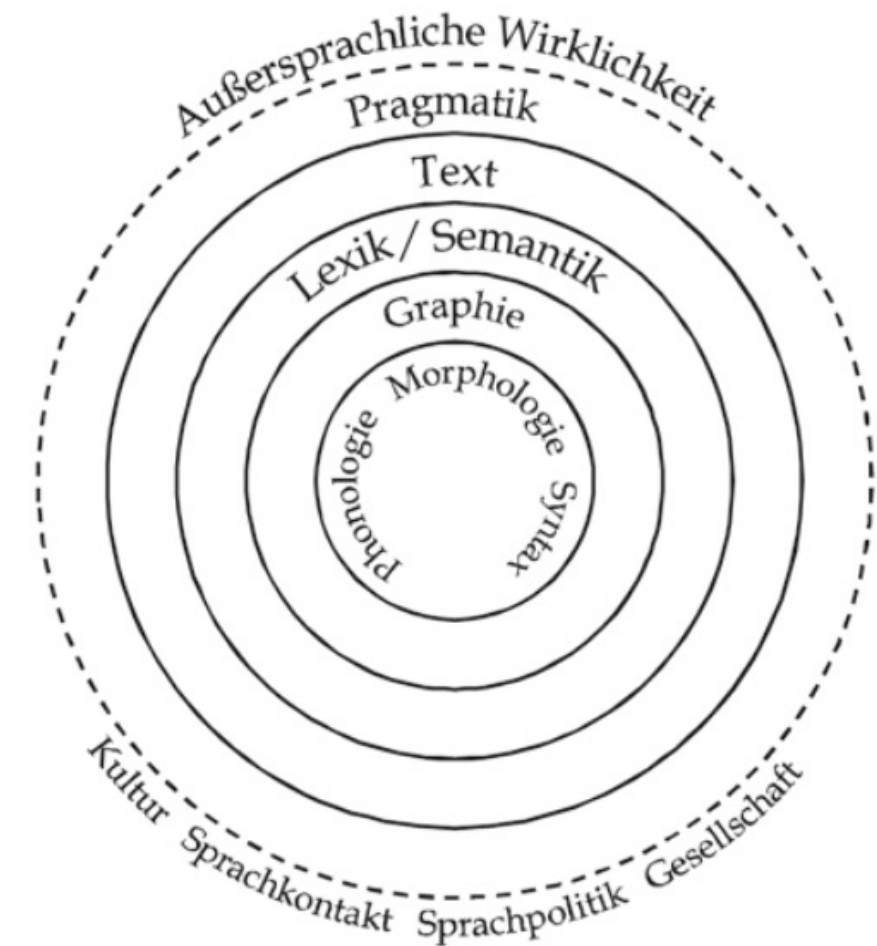 Außersprachliche Wirklichkeit
Pragmatik
Text
Lexik / Semantik
Graphie
Phonologie Morphologie Syntax
Kultur Sprachkontakt Sprachpolitik Gesellschaft